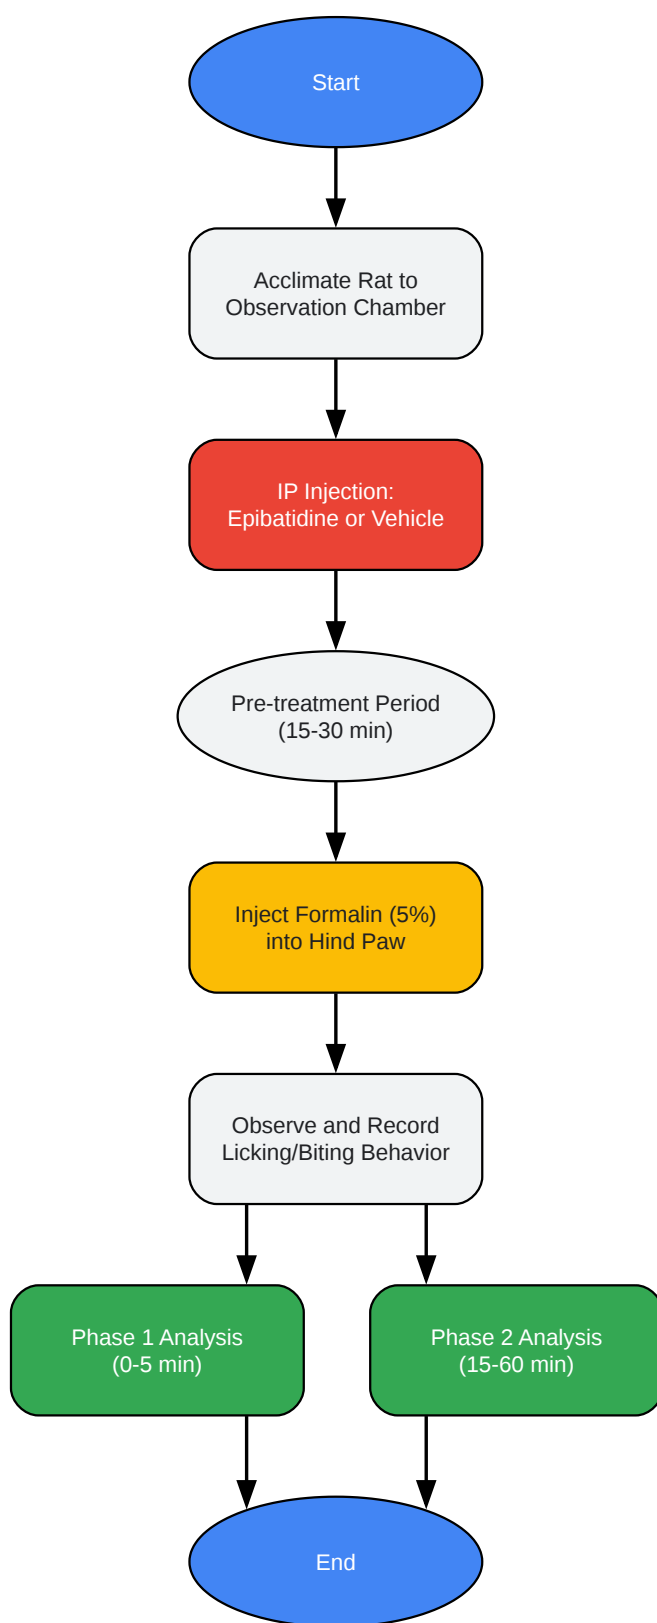 Start
Acclimate Rat to
Observation Chamber
IP Injection:
Epibatidine or Vehicle
Pre-treatment Period
(15-30 min)
Inject Formalin (5%)
into Hind Paw
Observe and Record
Licking/Biting Behavior
Phase 1 Analysis
(0-5 min)
Phase 2 Analysis
(15-60 min)
End